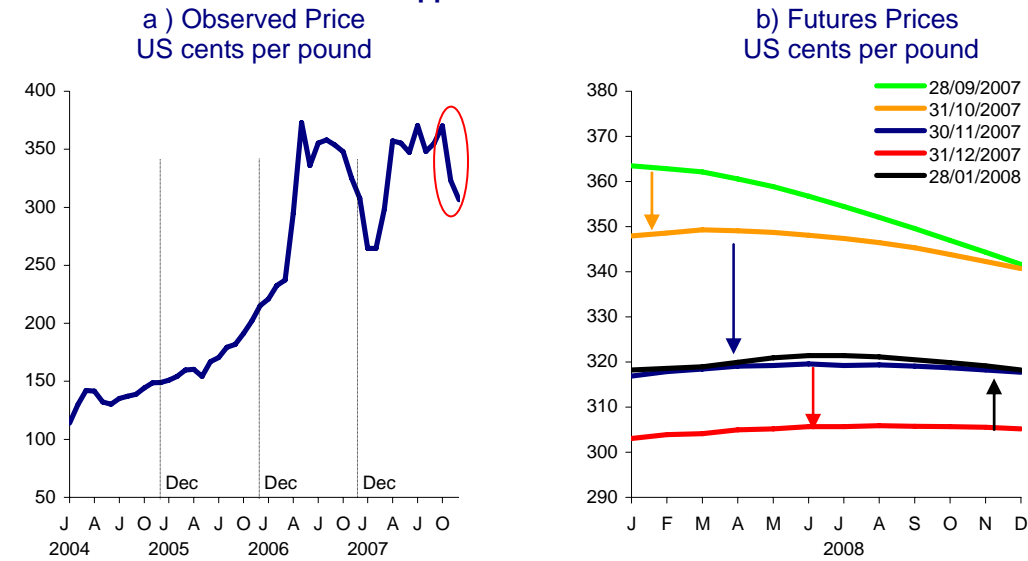 a ) Observed Price
US cents per pound
400
350
300
250
200
150
100
50
Dec
Dec
Dec
J A J O J A J O J A J O J A J O
2004 2005 2006 2007
b) Futures Prices
US cents per pound
28/09/2007
31/10/2007
30/11/2007
31/12/2007
28/01/2008
380
370
360
350
340
330
320
310
300
290
J F M A M J J A S O N D
2008